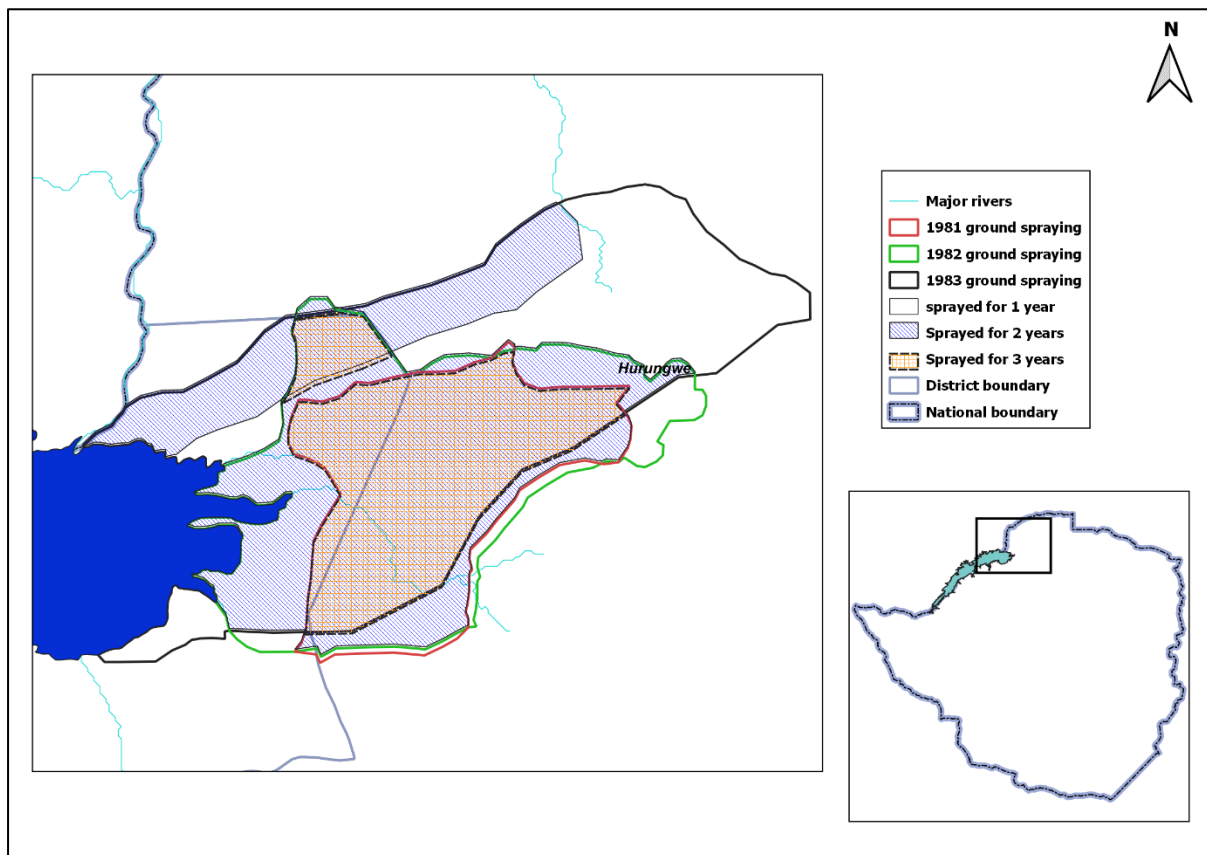 N
Hurungwe
Major rivers
1981 ground spraying
1982 ground spraying
1983 ground spraying
sprayed for 1 year
Sprayed for 2 years
Sprayed for 3 years
District boundary
National boundary